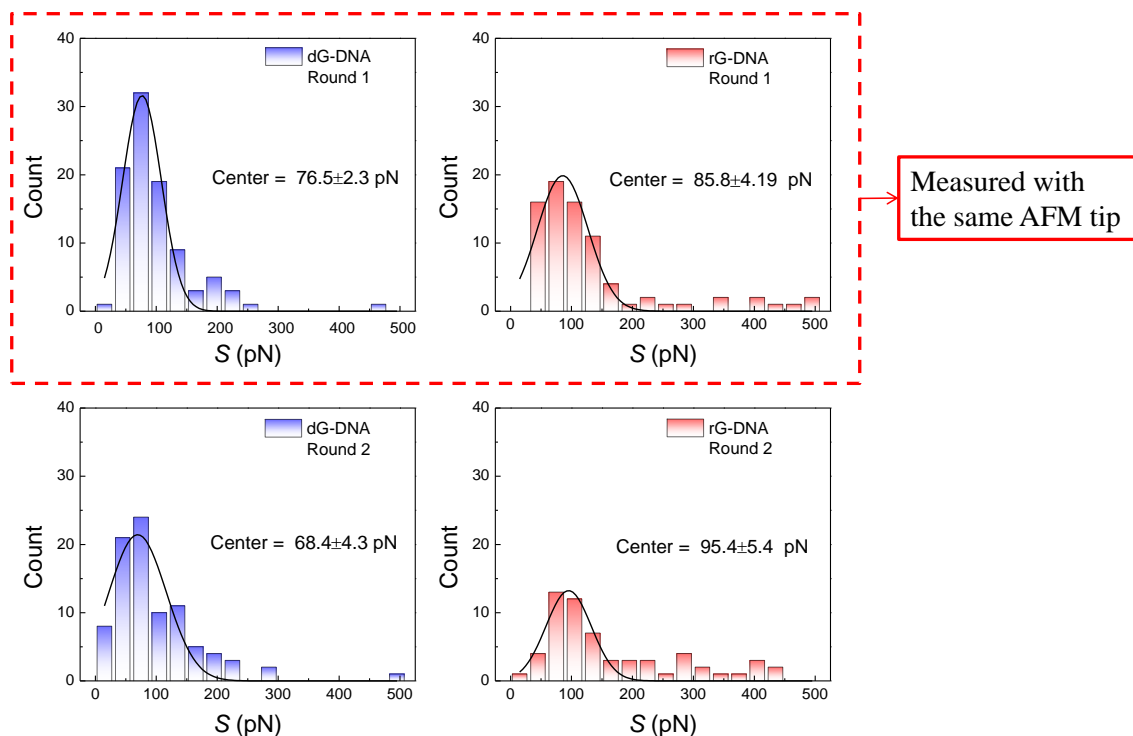 40
30
20
10
0
Count
dG-DNA
Round 1
Center = 76.5±2.3 pN
0 100 200 300 400 500
S (pN)
40
30
20
10
0
Count
rG-DNA
Round 1
Center = 85.8±4.19 pN
0 100 200 300 400 500
S (pN)
Measured with
the same AFM tip
40
30
20
10
0
Count
dG-DNA
Round 2
Center = 68.4±4.3 pN
0 100 200 300 400 500
S (pN)
40
30
20
10
0
Count
rG-DNA
Round 2
Center = 95.4±5.4 pN
0 100 200 300 400 500
S (pN)